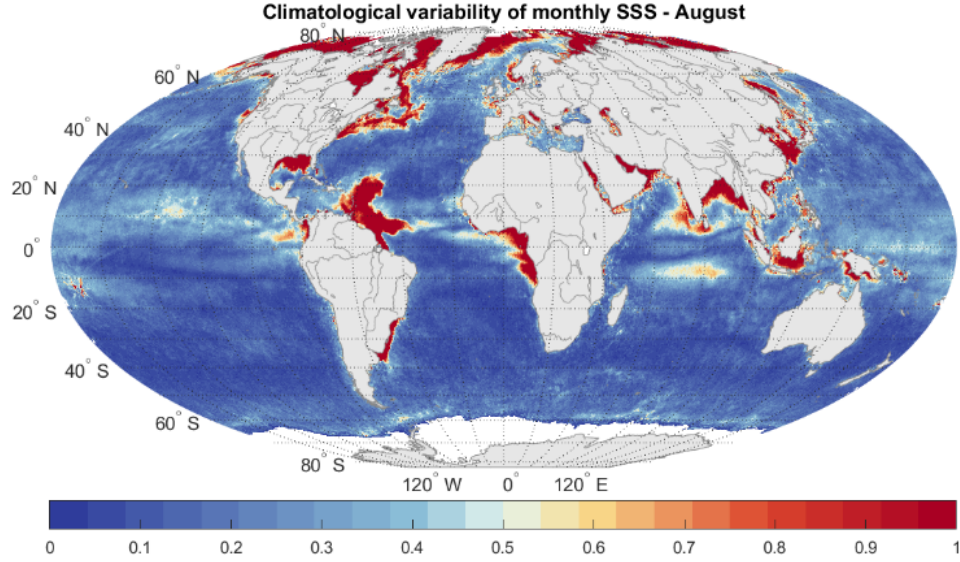 Climatological variability of monthly SSS - August
80° N
60° N
40° N
20° N
0°
20° S
40° S
60° S
80° S
120° W 0° 120° E
0 0.1 0.2 0.3 0.4 0.5 0.6 0.7 0.8 0.9 1